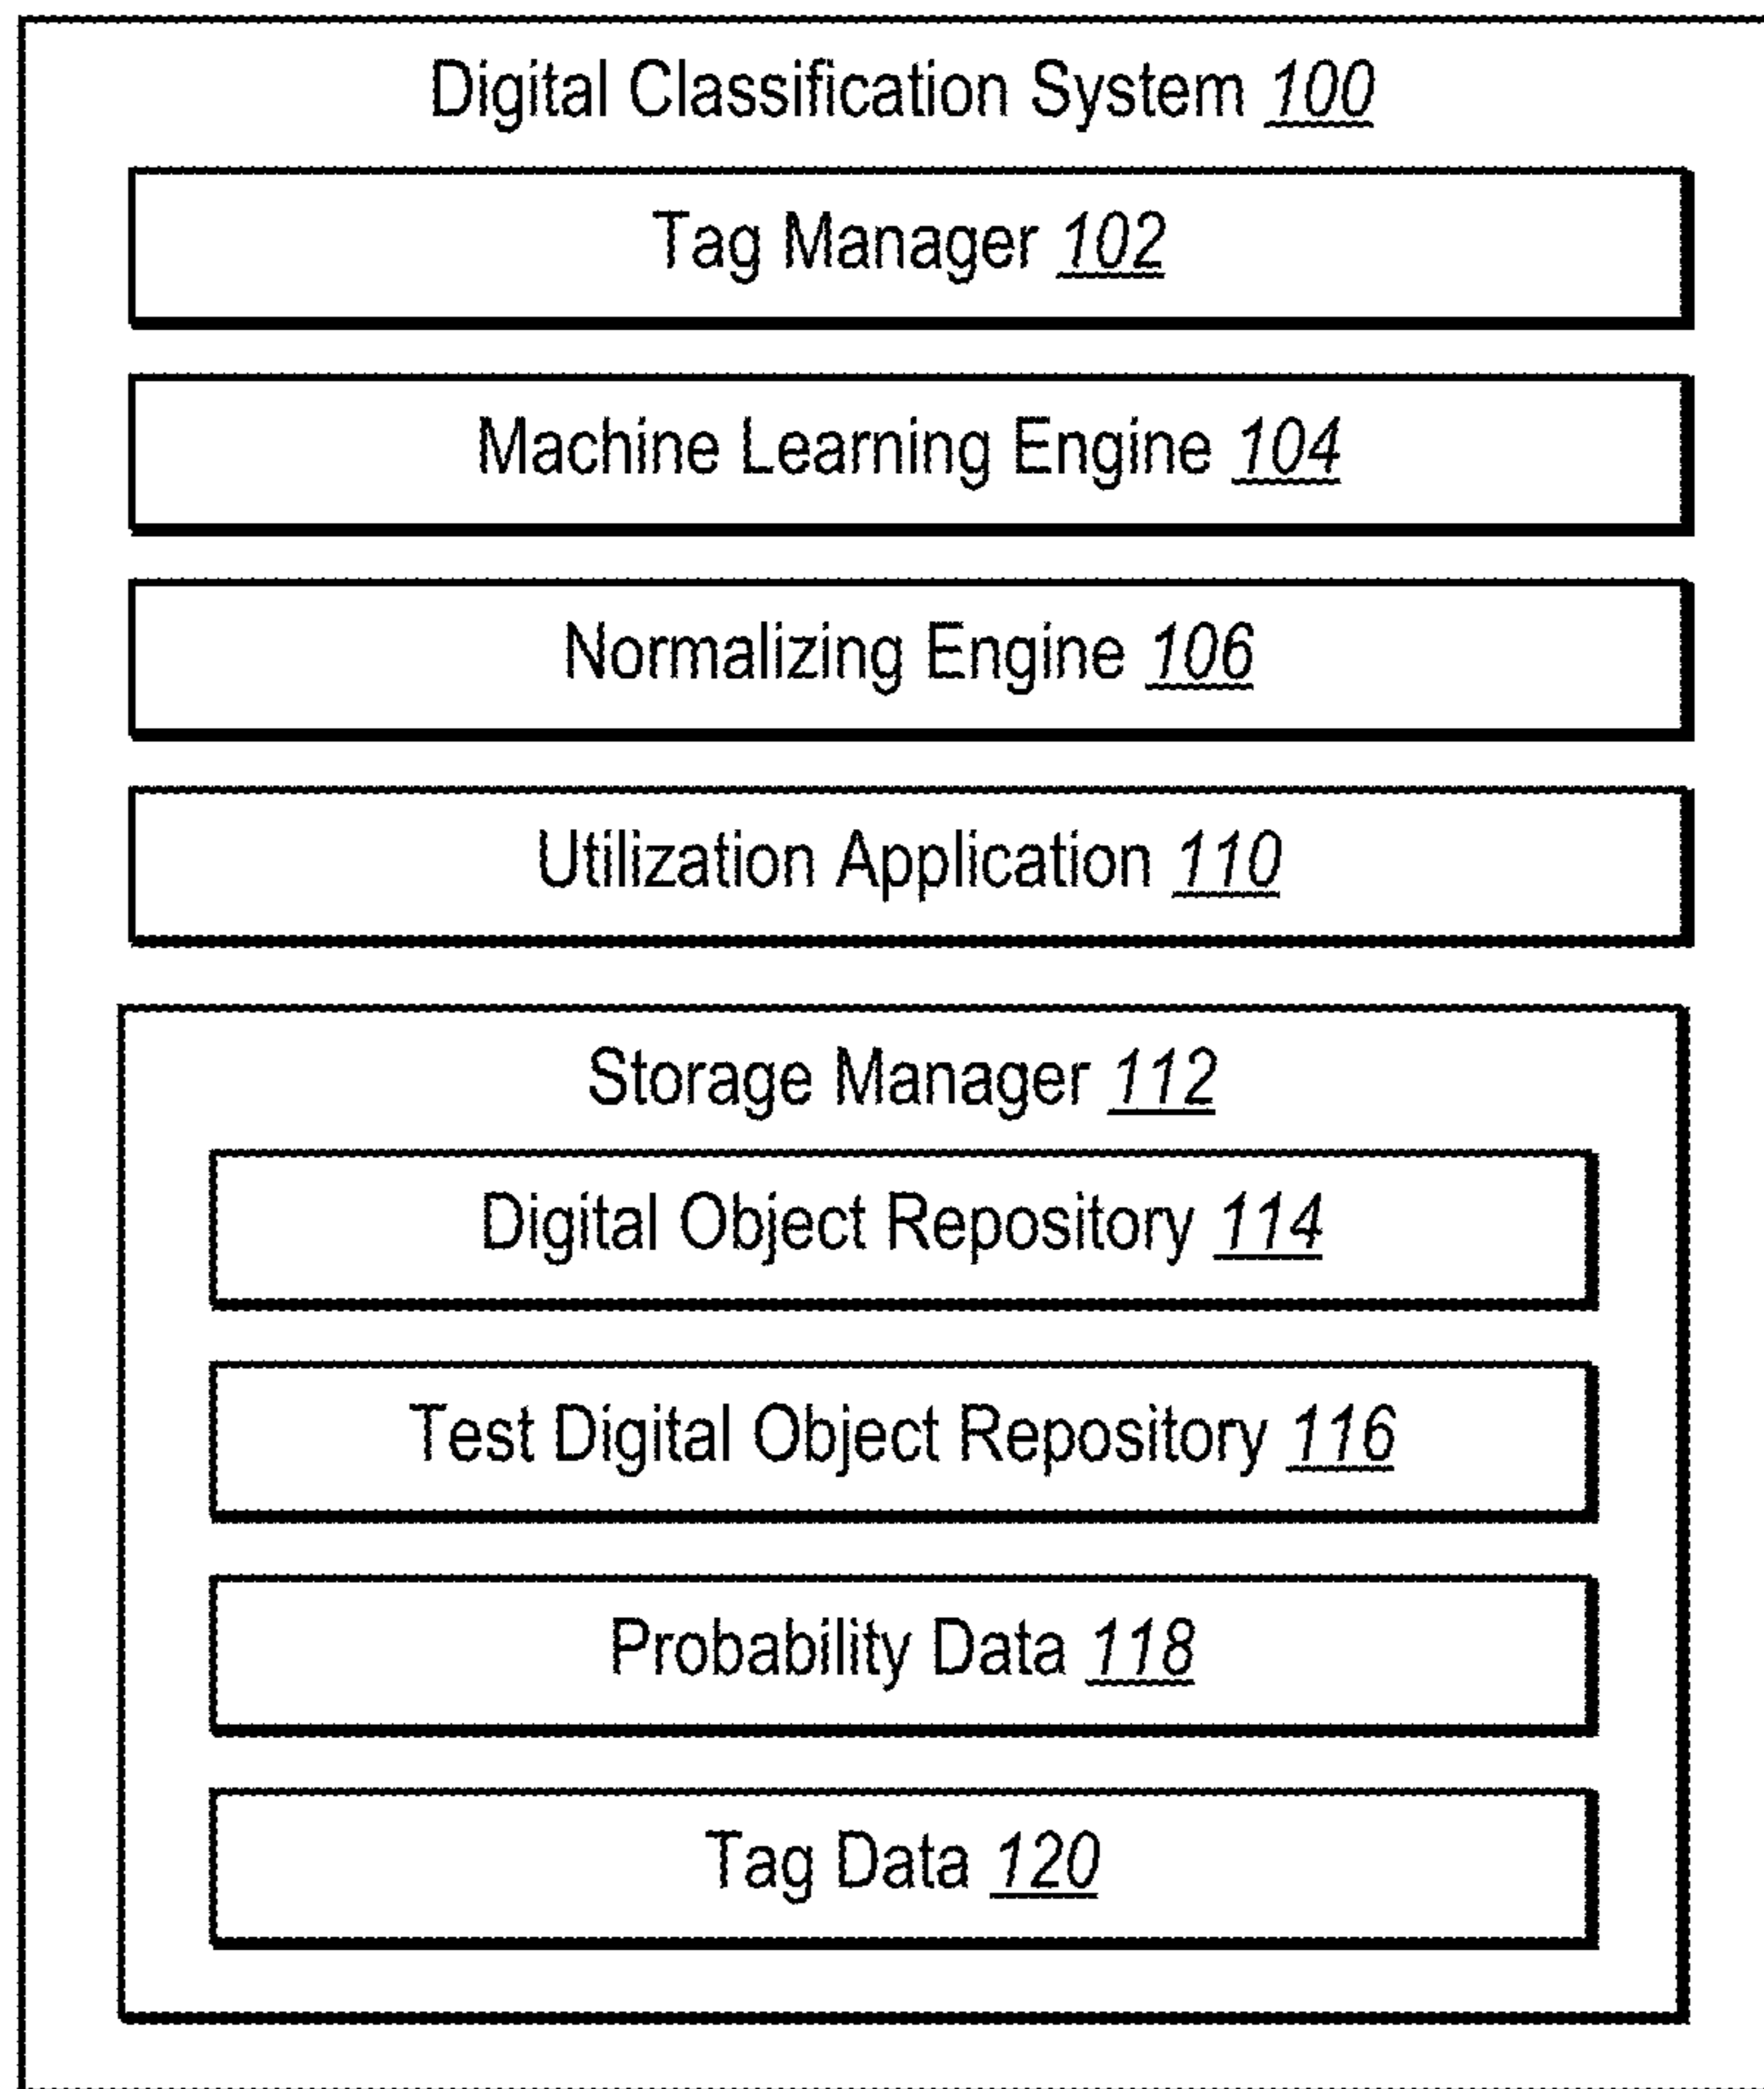 Digital Classification System 100
Tag Manager 102
Machine Learning Engine 104
Normalizing Engine 106
Utilization Application 110
Storage Manager 112
Digital Object Repository 114
Test Digital Object Repository 116
Probability Data 118
Tag Data 120